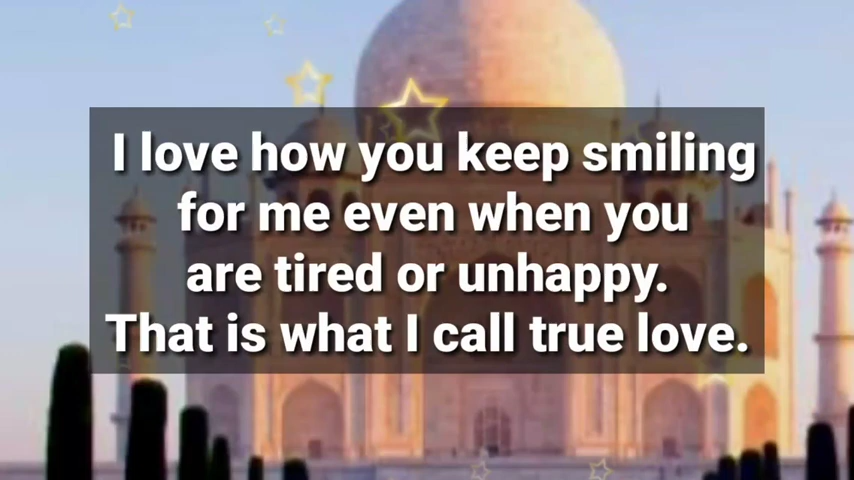 I love how you keep smiling
for me even when you
are tired or unhappy.
That is what I call true love.